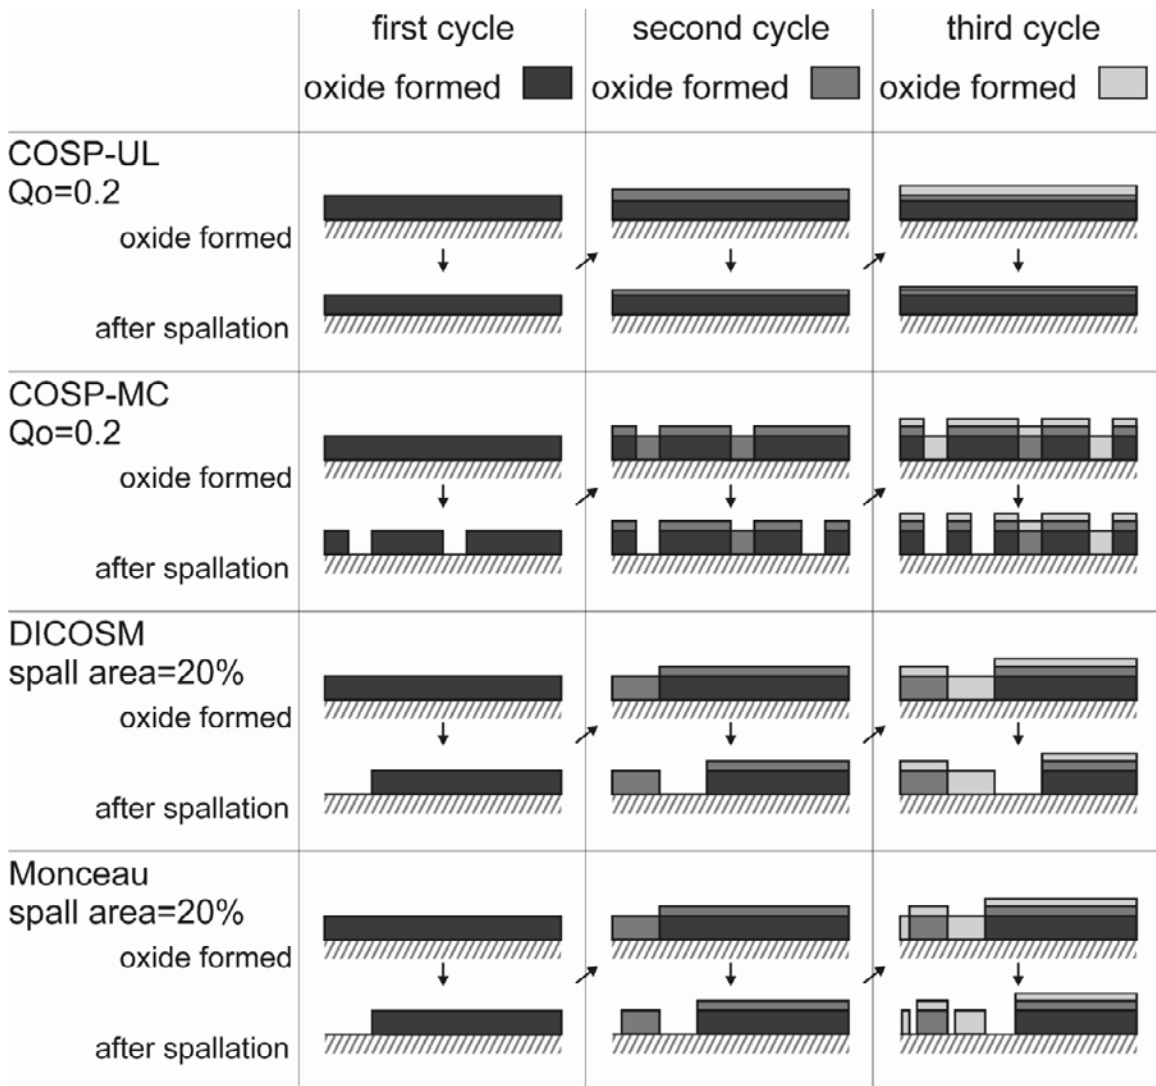 first cycle second cycle third cycle
oxide formed oxide formed oxide formed
COSP-UL
Qo=0.2
oxide formed
after spallation
COSP-MC
Qo=0.2
oxide formed
after spallation
DICOSM
spall area=20%
oxide formed
after spallation
Monceau
spall area=20%
oxide formed
after spallation